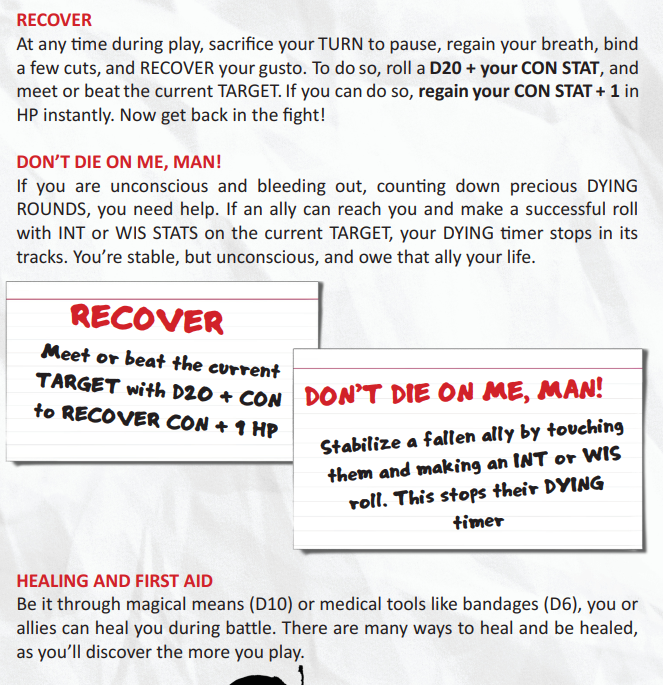 RECOVER
At any time during play, sacrifice your TURN to pause, regain your breath, bind
a few cuts, and RECOVER your gusto. To do so, roll a D20 + your CON STAT, and
meet or beat the current TARGET. If you can do so, regain your CON STAT + 1 in
HP instantly. Now get back in the fight!
DON'T DIE ON ME, MAN!
If you are unconscious and bleeding out, counting down precious DYING
ROUNDS, you need help. If an ally can reach you and make a successful roll
with INT or WIS STATS on the current TARGET, your DYING timer stops in its
tracks. You're stable, but unconscious, and owe that ally your life.
RECOVER
Meet or beat the current
TARGET with D20 + CON
to RECOVER CON + 1 HP
DON'T DIE ON ME, MAN!
Stabilize a fallen ally by touching
them and making an INT or WIS
roll. This stops their DYING
timer
HEALING AND FIRST AID
Be it through magical means (D10) or medical tools like bandages (D6), you or
allies can heal you during battle. There are many ways to heal and be healed,
as you'll discover the more you play.